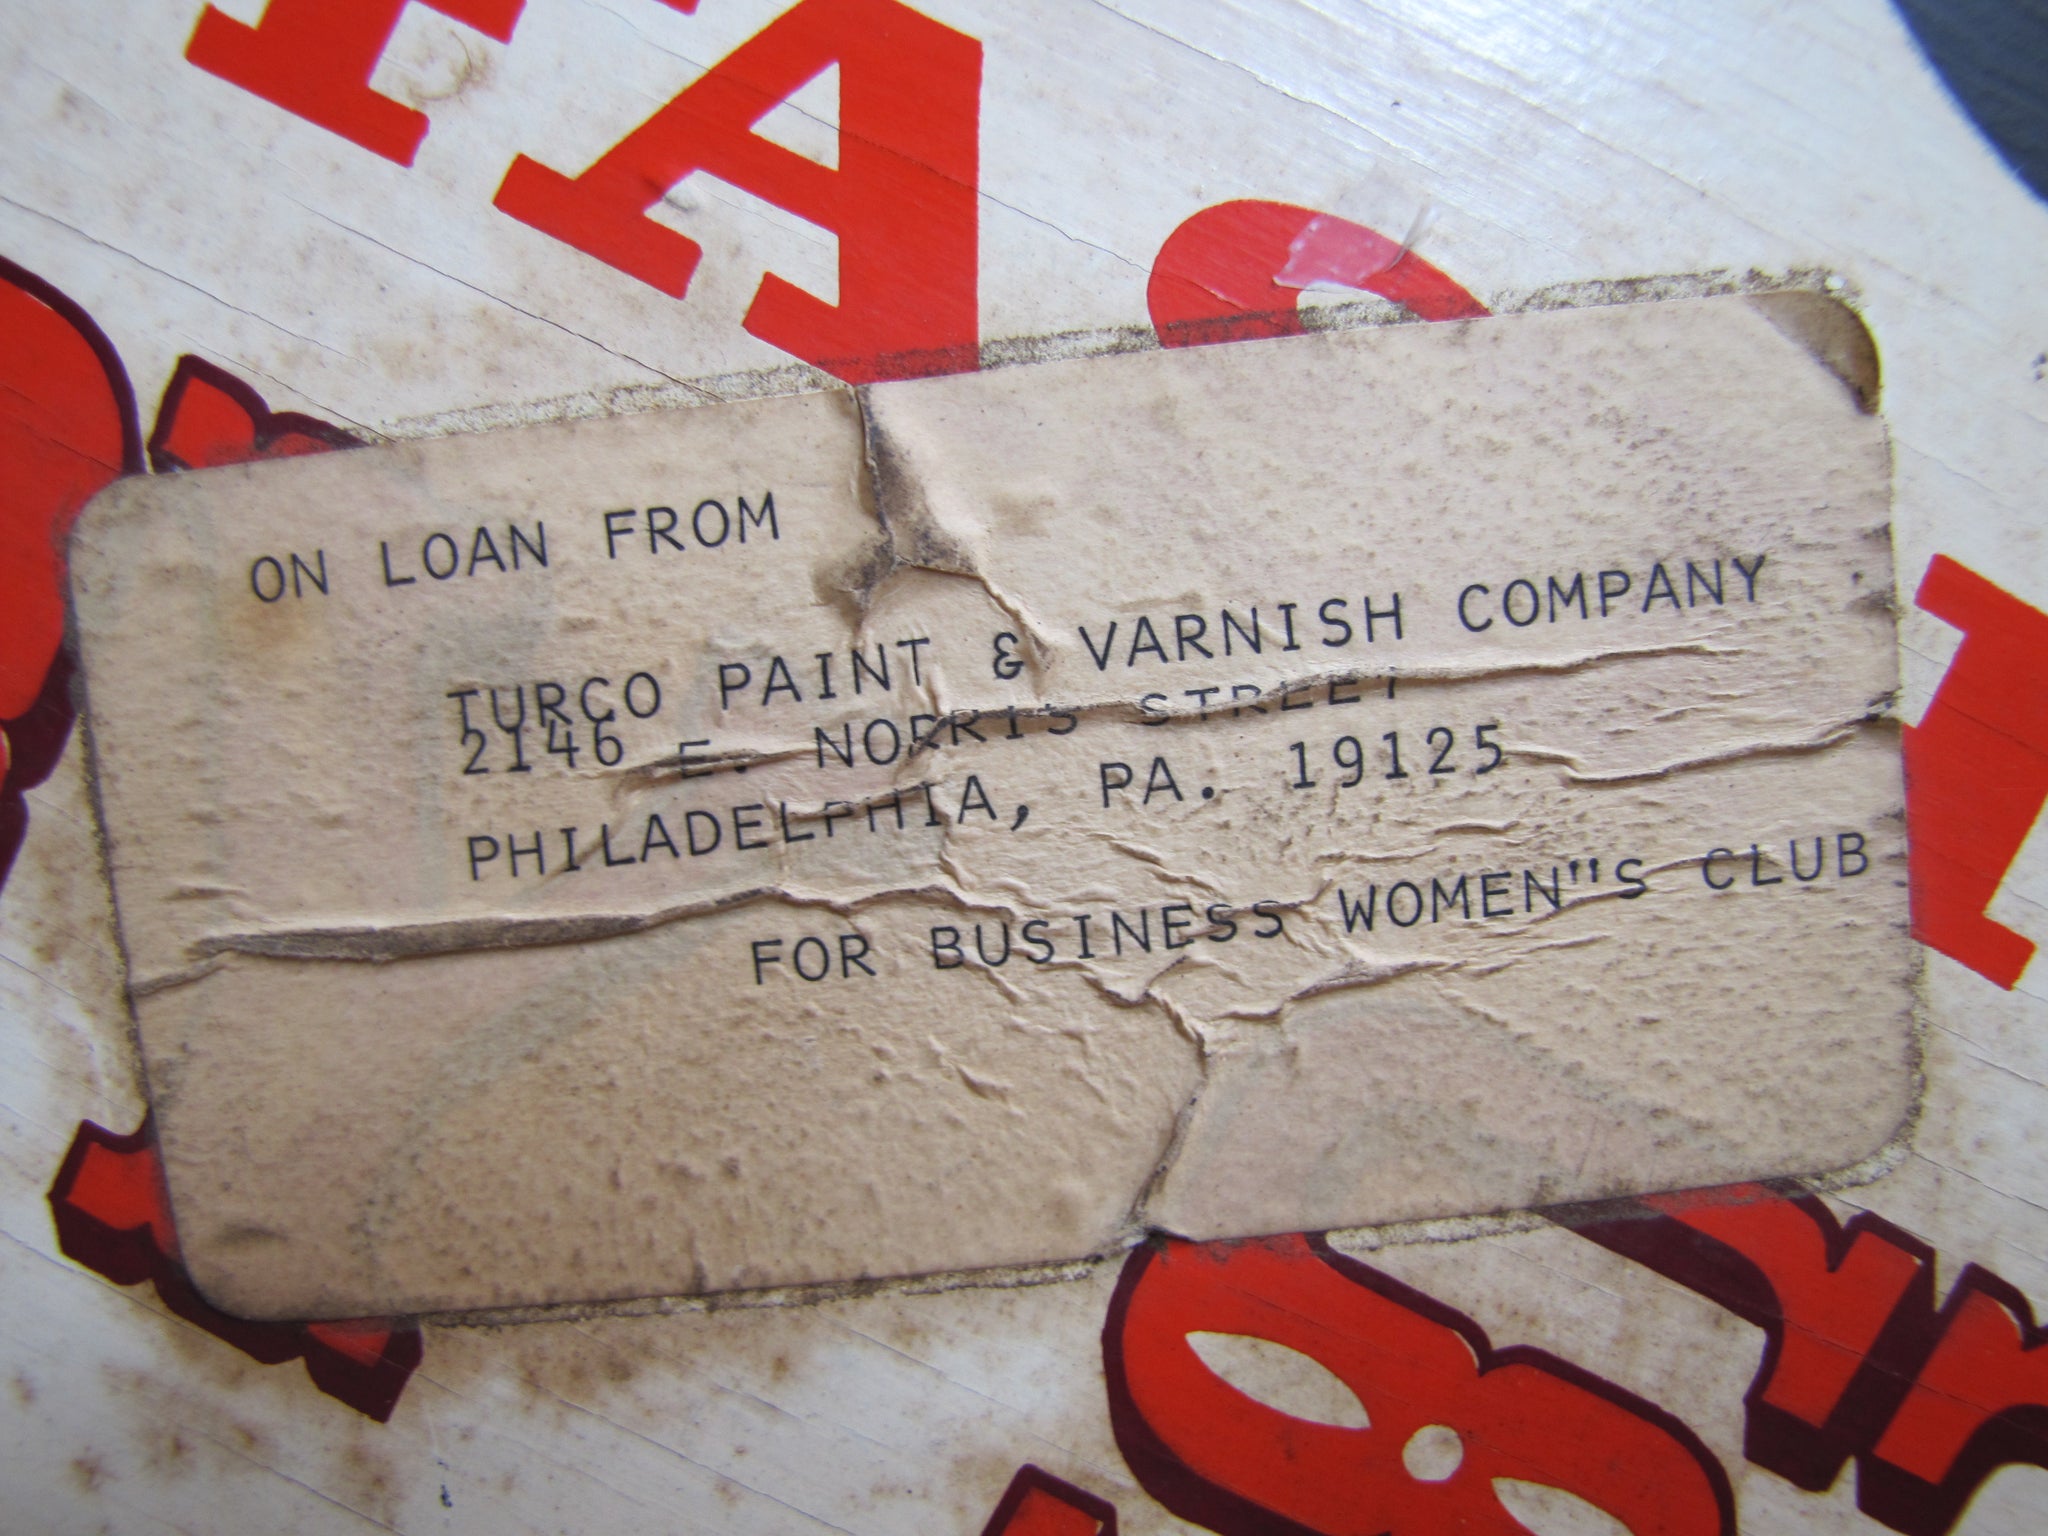 ON LOAN FROM
TURCO PAINT & VARNISH COMPANY
2146 E. NORRIS STREET
PHILADELPHIA, PA. 19125
FOR BUSINESS WOMEN"S CLUB